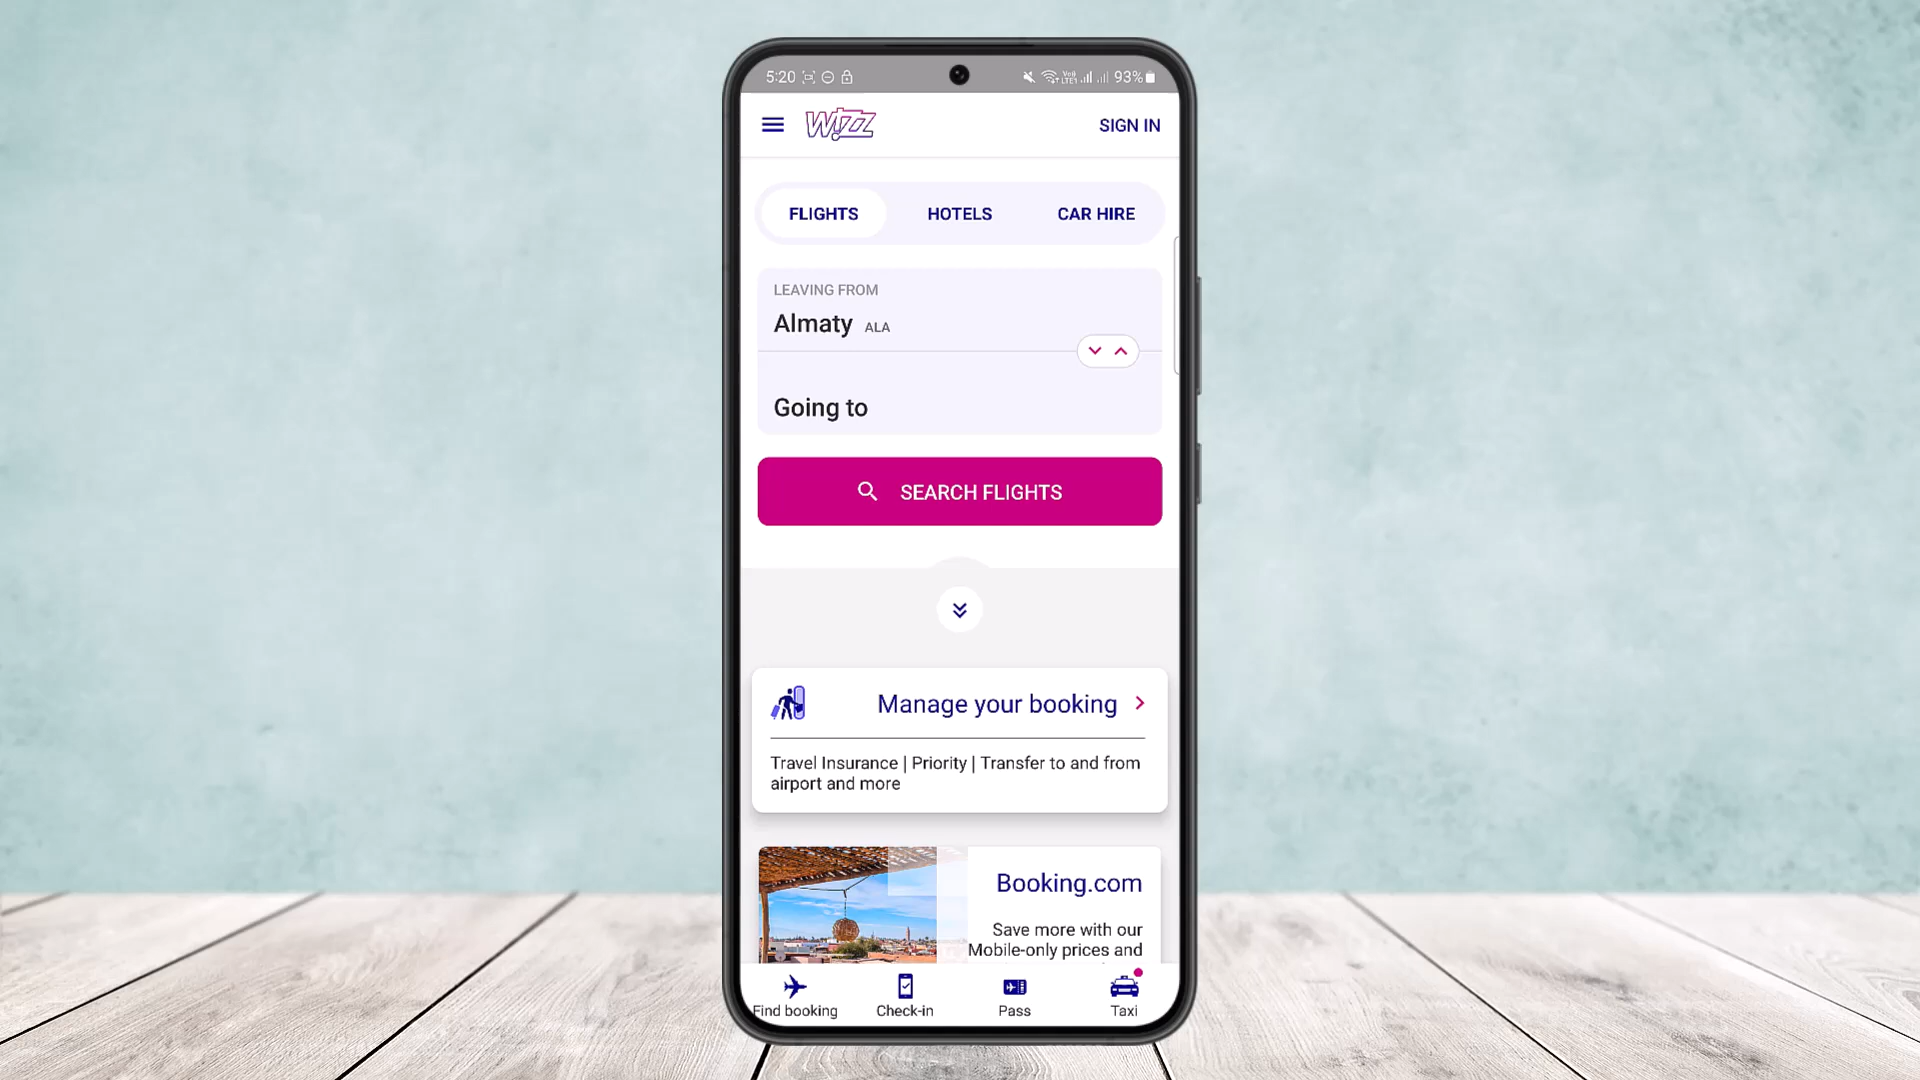 5:20
93%
WIZZ
SIGN IN
FLIGHTS
HOTELS
CAR HIRE
LEAVING FROM
Almaty ALA
Going to
SEARCH FLIGHTS
Manage your booking
Travel Insurance | Priority | Transfer to and from
airport and more
Booking.com
Save more with our
Mobile-only prices and
Find booking
Check-in
Pass
Taxi